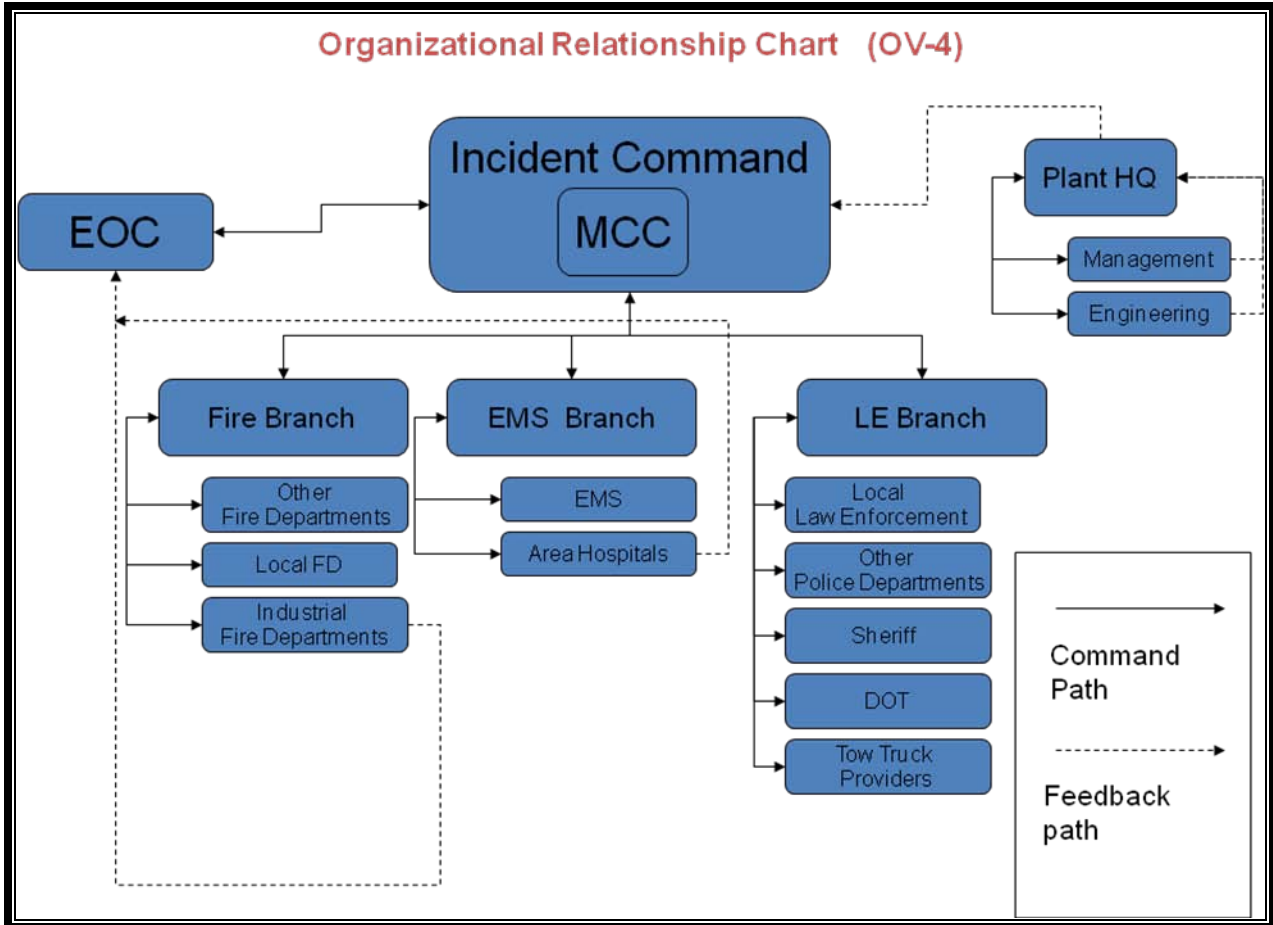 Organizational Relationship Chart (OV-4)
Incident Command
MCC
EOC
Plant HQ
Management
Engineering
Fire Branch
Other
Fire Departments
Local FD
Industrial
Fire Departments
EMS Branch
EMS
Area Hospitals
LE Branch
Local
Law Enforcement
Other
Police Departments
Sheriff
DOT
Tow Truck
Providers
Command
Path
Feedback
path